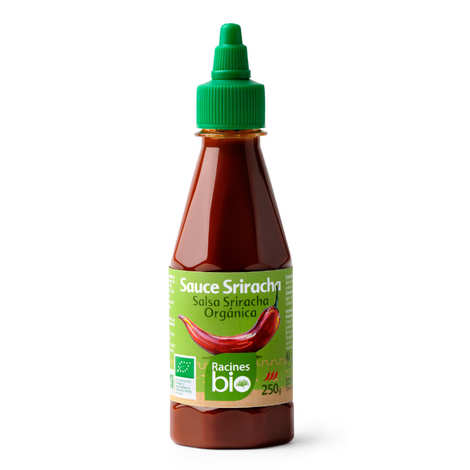 Sauce Sriracha
Salsa Sriracha
Orgánica
Racines
bio
250g